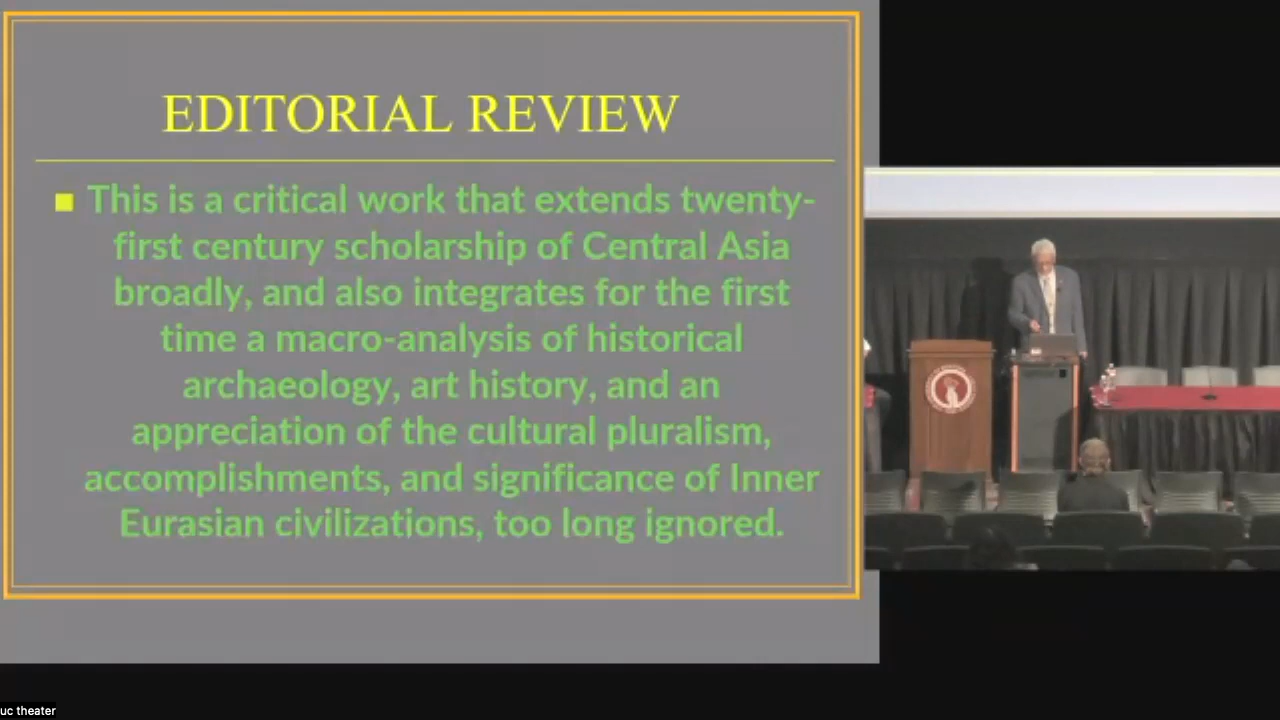 EDITORIAL REVIEW
This is a critical work that extends twenty-
first century scholarship of Central Asia
broadly, and also integrates for the first
time a macro-analysis of historical
archaeology, art history, and an
appreciation of the cultural pluralism,
accomplishments, and significance of Inner
Eurasian civilizations, too long ignored.
uc theater